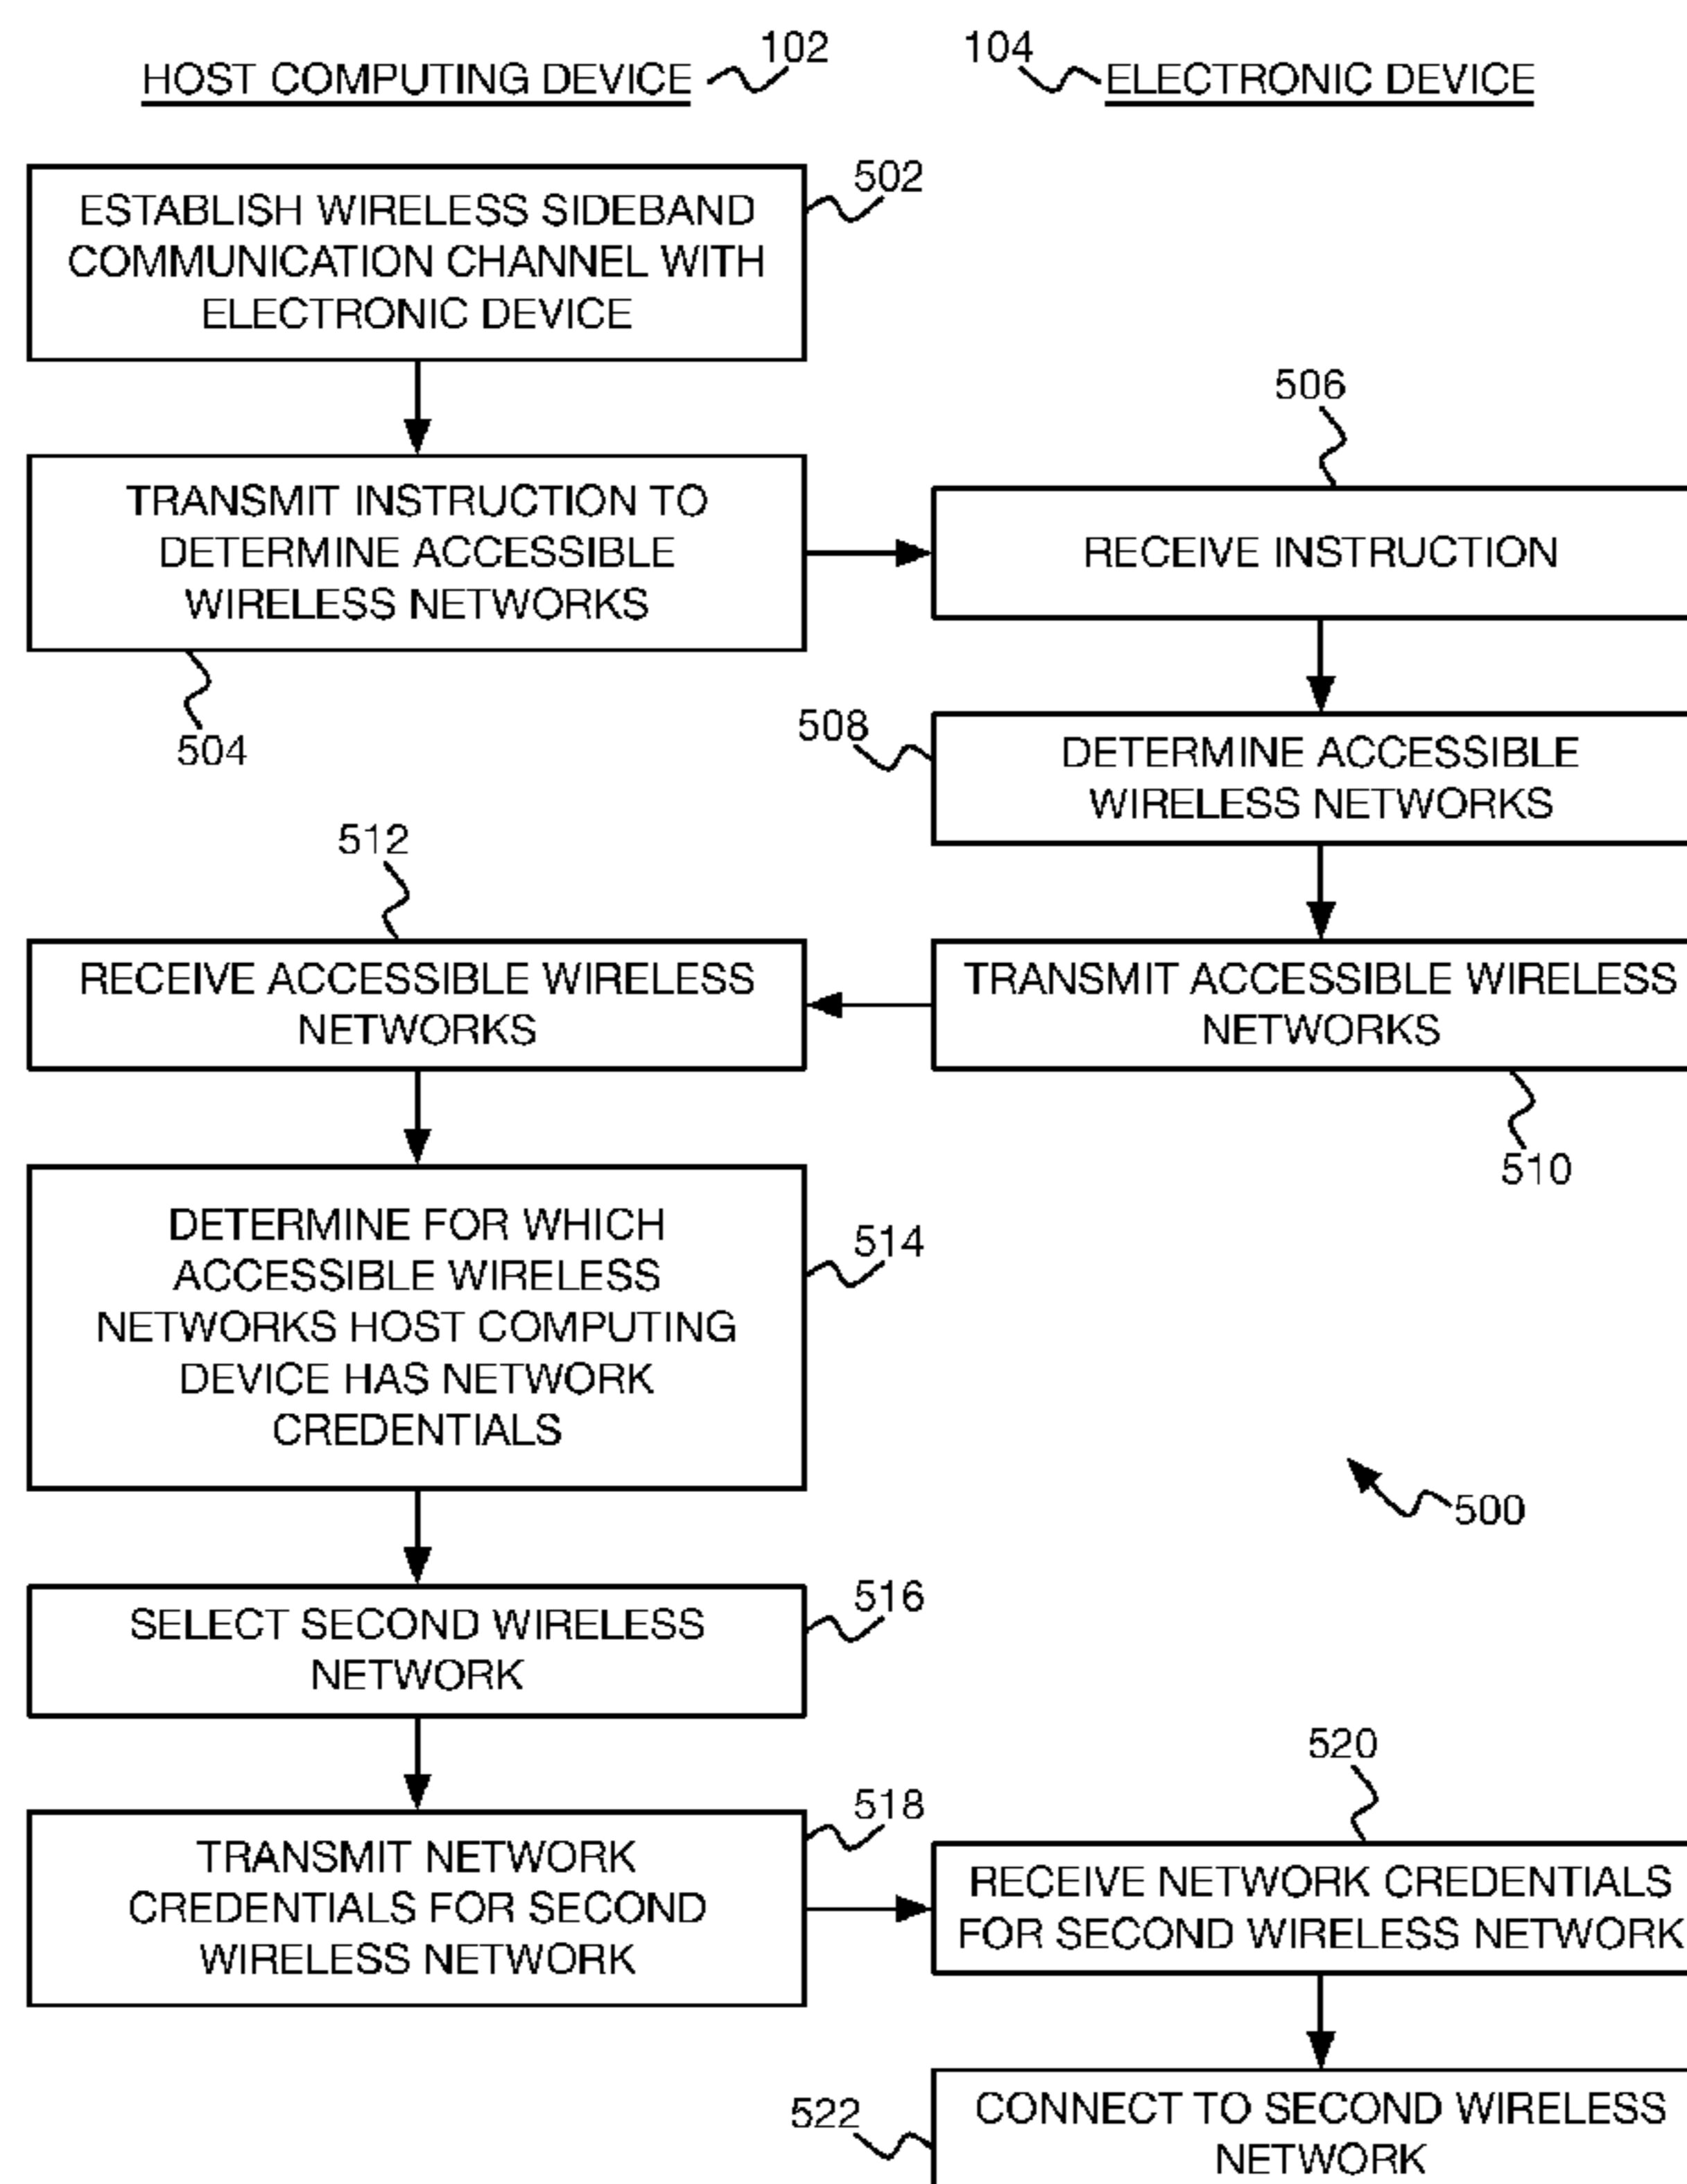 HOST COMPUTING DEVICE
102
104
ELECTRONIC DEVICE
502
ESTABLISH WIRELESS SIDEBAND
COMMUNICATION CHANNEL WITH
ELECTRONIC DEVICE
TRANSMIT INSTRUCTION TO
DETERMINE ACCESSIBLE
WIRELESS NETWORKS
504
506
RECEIVE INSTRUCTION
508
DETERMINE ACCESSIBLE
WIRELESS NETWORKS
TRANSMIT ACCESSIBLE WIRELESS
NETWORKS
510
512
RECEIVE ACCESSIBLE WIRELESS
NETWORKS
DETERMINE FOR WHICH
ACCESSIBLE WIRELESS
NETWORKS HOST COMPUTING
DEVICE HAS NETWORK
CREDENTIALS
514
500
SELECT SECOND WIRELESS
NETWORK
516
518
TRANSMIT NETWORK
CREDENTIALS FOR SECOND
WIRELESS NETWORK
520
RECEIVE NETWORK CREDENTIALS
FOR SECOND WIRELESS NETWORK
522
CONNECT TO SECOND WIRELESS
NETWORK